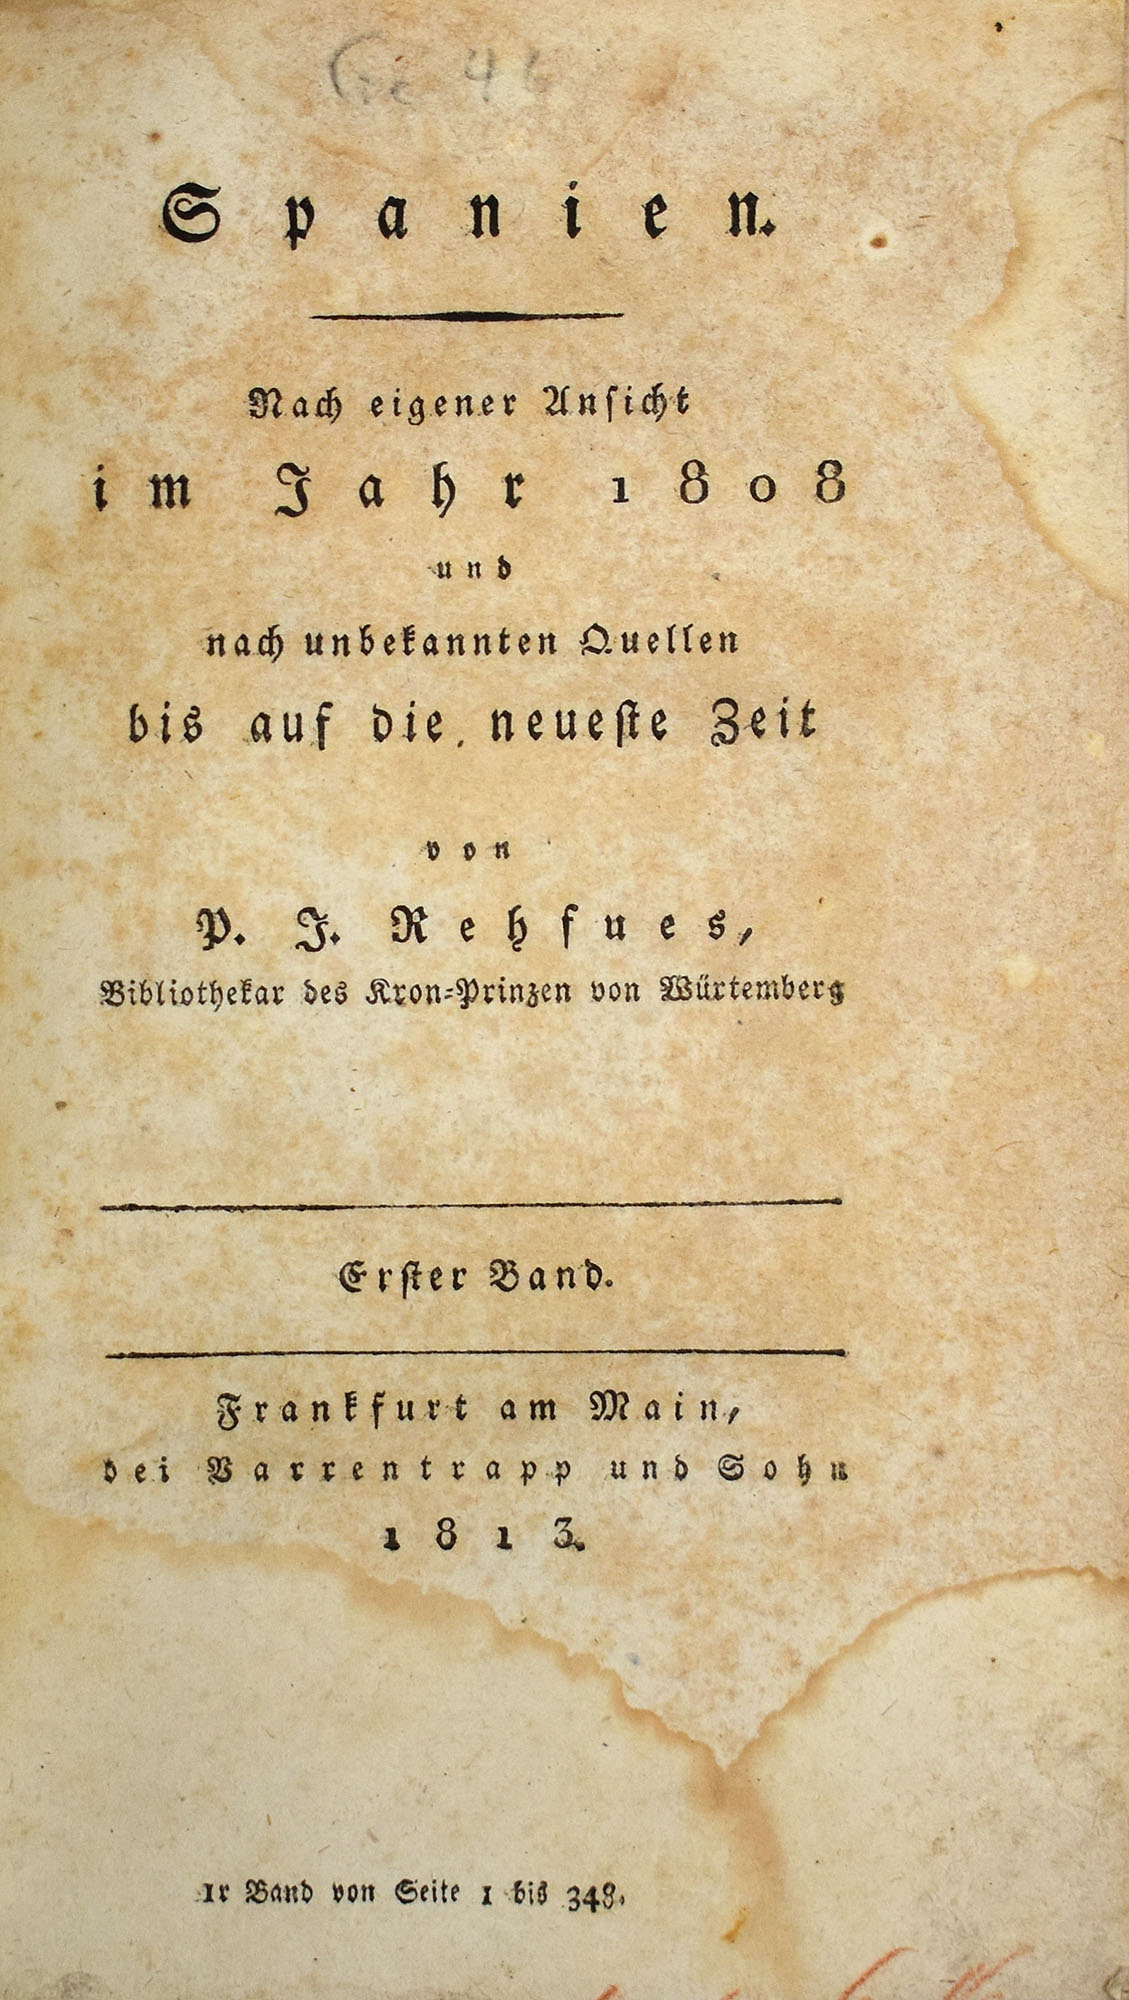 Spanien.
Nach eigener Ansicht
im Jahr 1808
und
nach unbekannten Quellen
bis auf die neueste Zeit
von
P. J. Rehfues,
Bibliothekar des Kron-Prinzen von Würtemberg
Erster Band.
Frankfurt am Main,
bei Varrentrapp und Sohn
1813.
1r Band von Seite 1 bis 348.